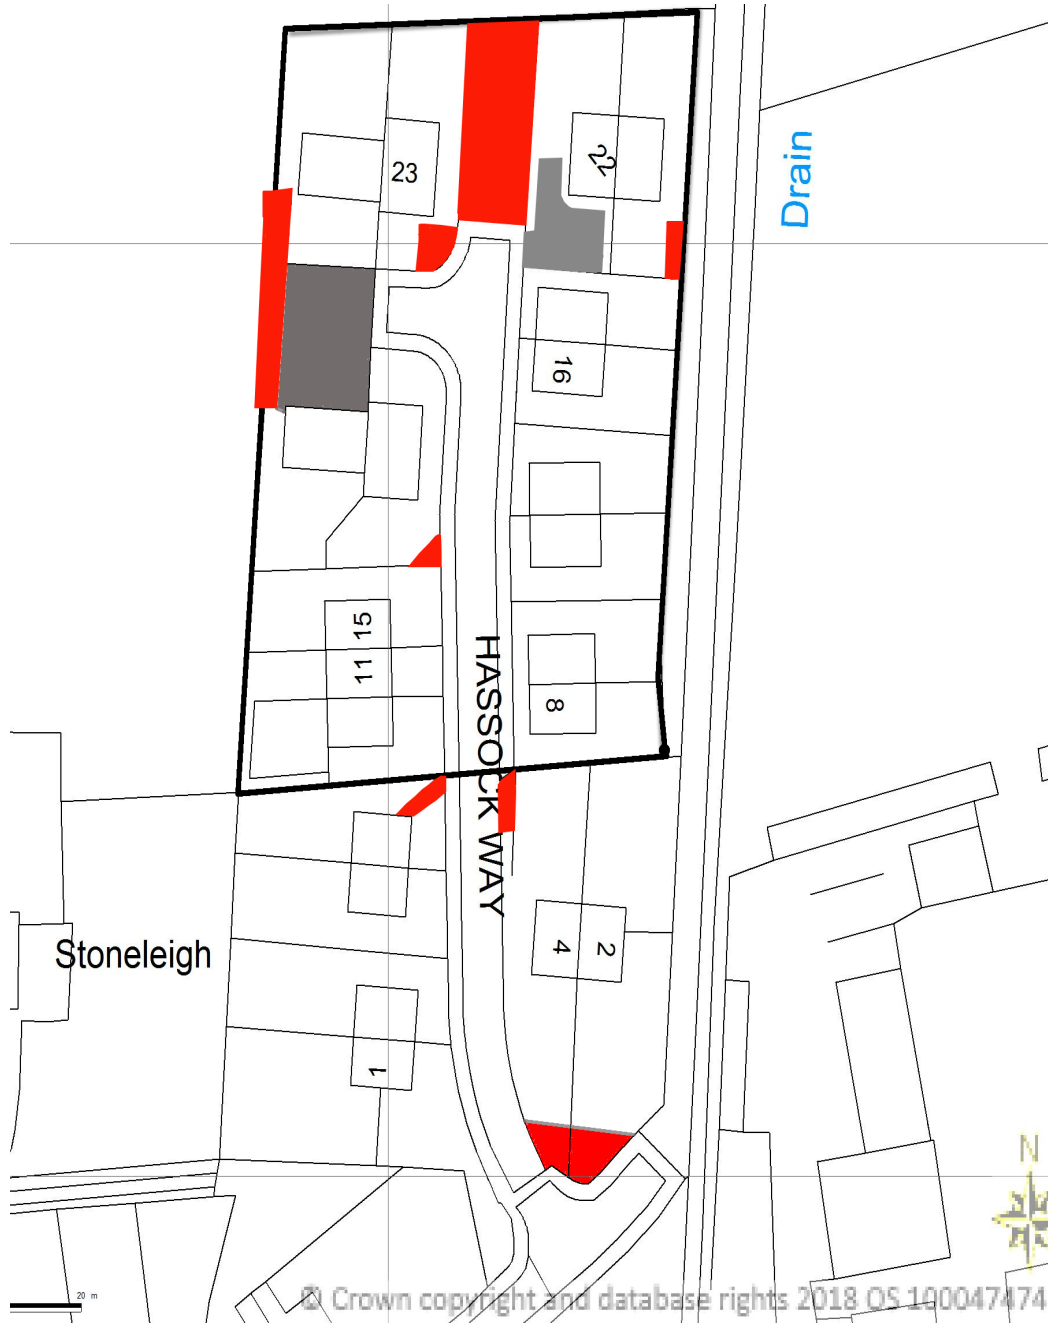 Drain
22
23
16
15
11
HASSOCK WAY
8
4
2
Stoneleigh
1
N
20 m
© Crown copyright and database rights 2018 OS 100047474